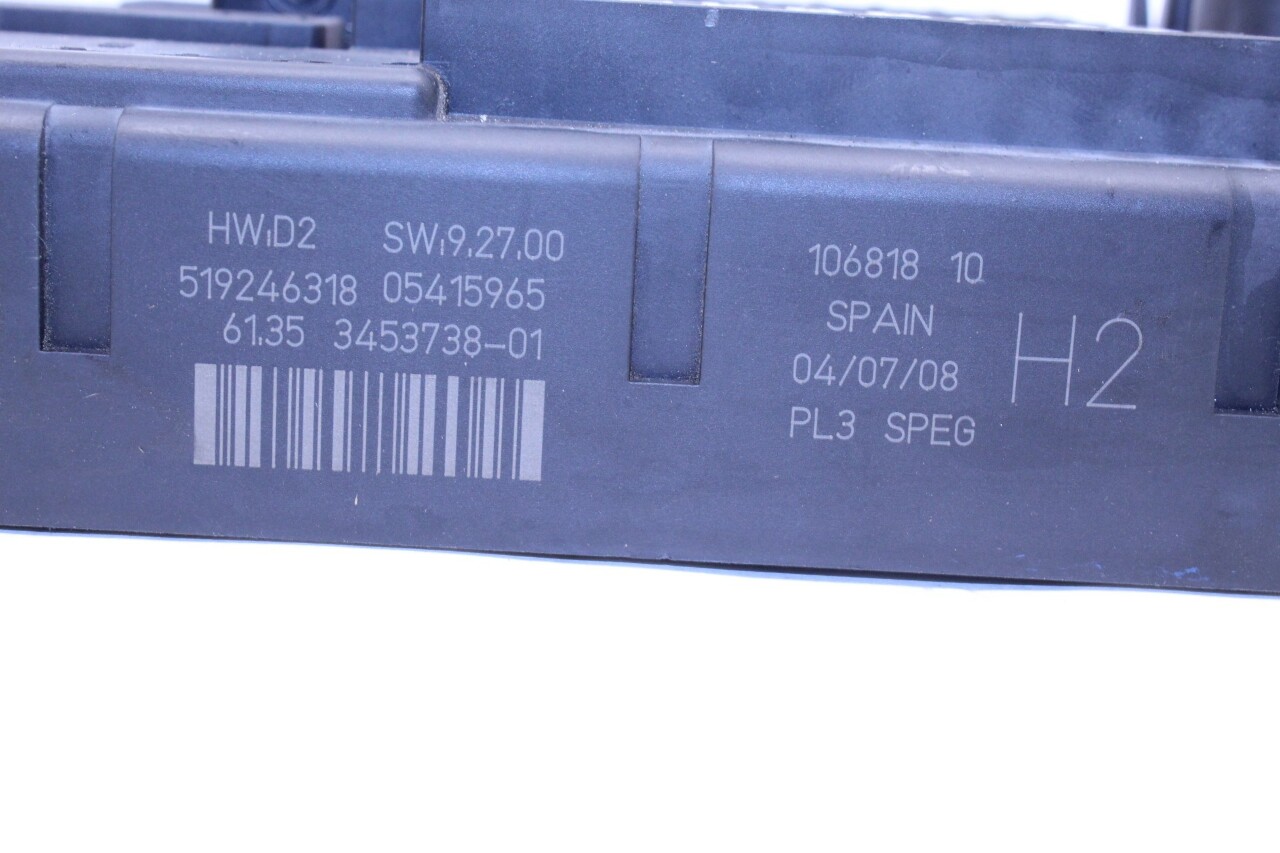 HW:D2 SW:9.27.00
519246318 05415965
61.35 3453738-01
106818 10
SPAIN
04/07/08
PL3 SPEG
H2